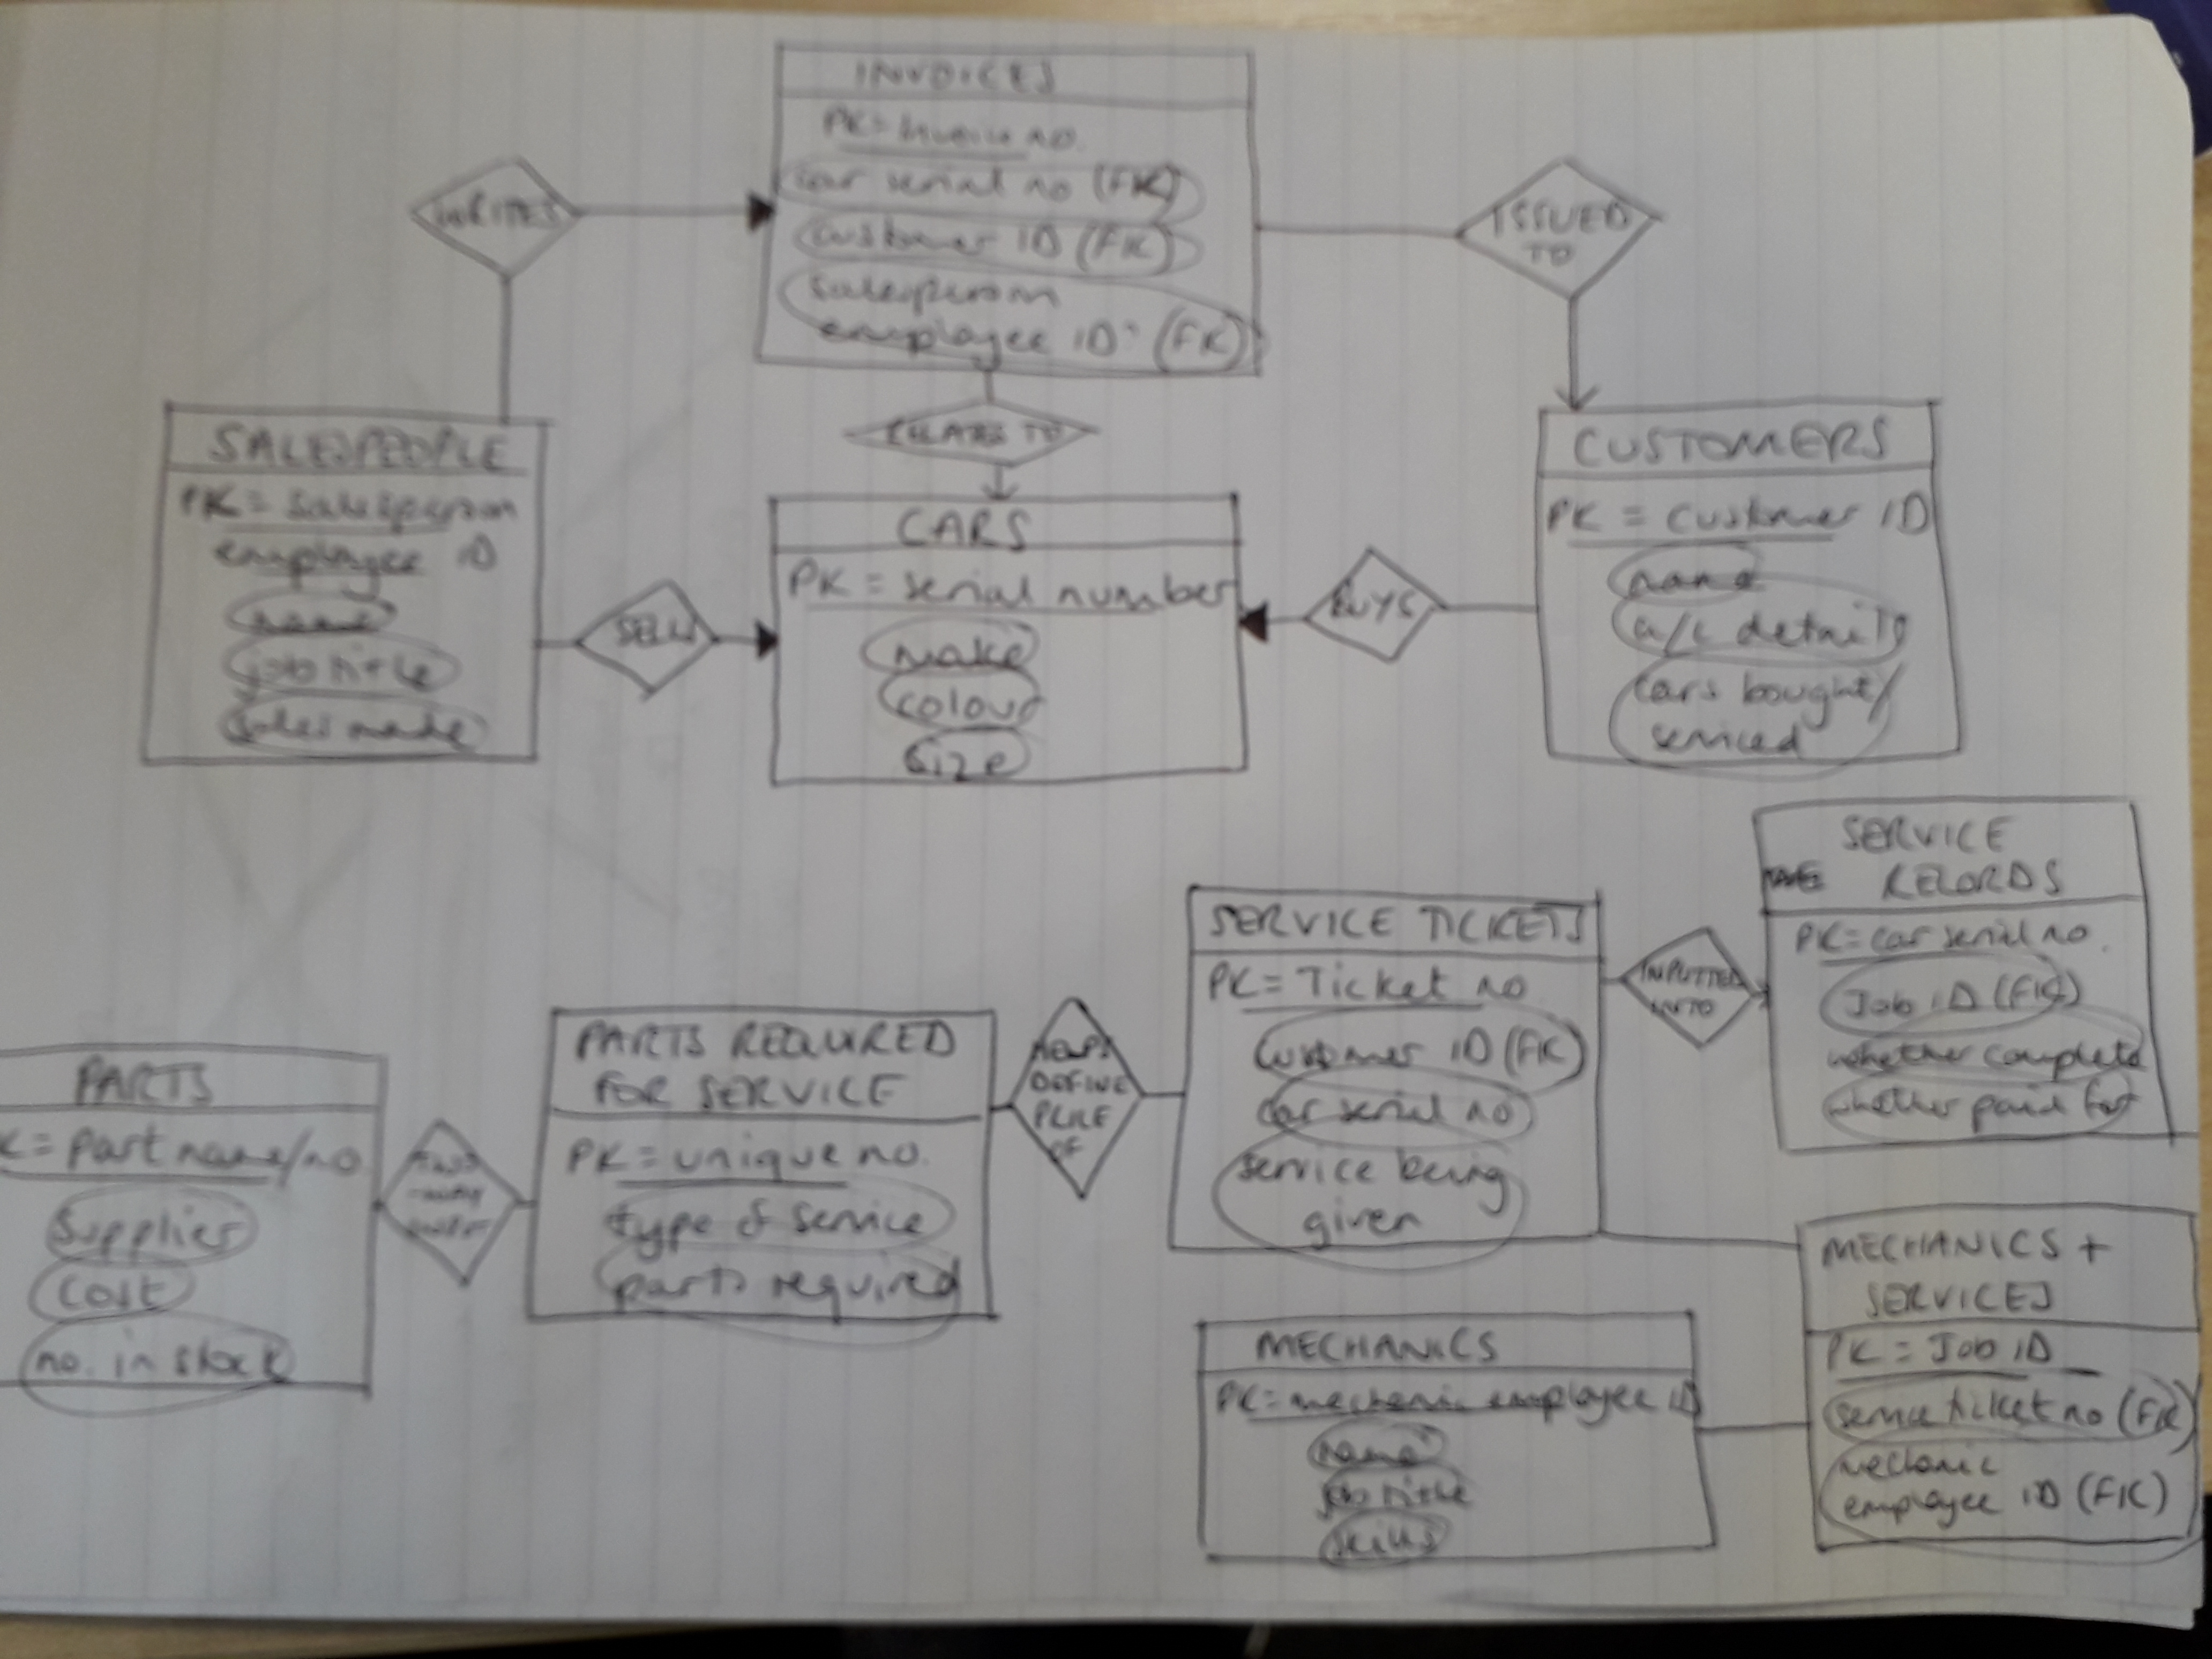 WRITES
INVOICES
PK = Invoice no.
car serial no (FK)
customer ID (FK)
salesperson
employee ID (FK)
ISSUED
TO
SALESPEOPLE
PK = salesperson
employee ID
name
job title
sales made
SELLS
RELATES TO
CARS
PK = serial number
make
colour
size
BUYS
CUSTOMERS
PK = customer ID
name
a/c details
cars bought/
serviced
PARTS
PK = part name/no.
supplier
cost
no. in stock
PARTS REQUIRED
FOR SERVICE
PK = unique no.
type of service
parts required
HELPS
DEFINE
PLACE
OF
SERVICE TICKETS
PK = Ticket no
customer ID (FK)
car serial no
service being
given
INPUTTED
INTO
SERVICE
RECORDS
PK = car serial no.
Job ID (FK)
whether completed
whether paid for
MECHANICS
PK = mechanic employee ID
name
job title
skills
MECHANICS +
SERVICES
PK = Job ID
service ticket no (FK)
mechanic
employee ID (FK)